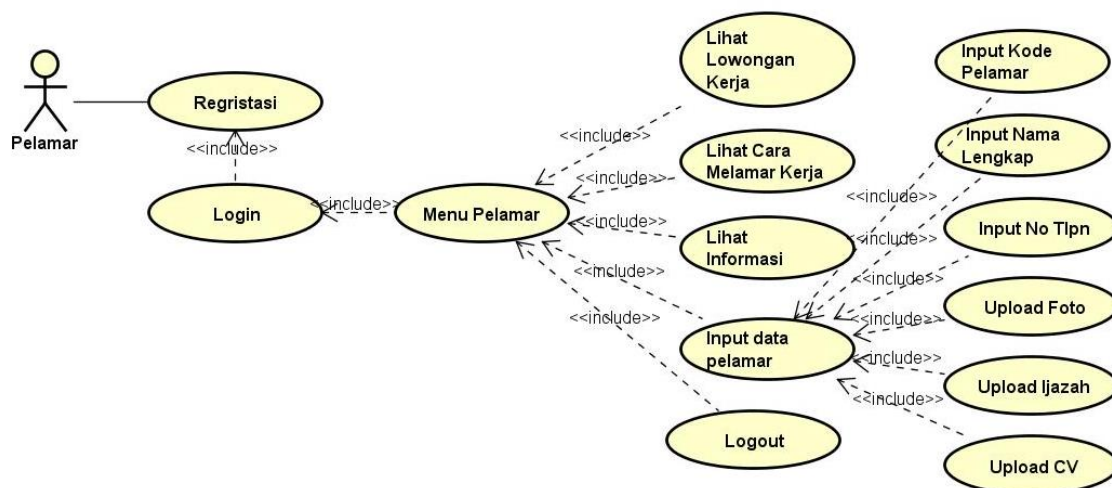 Pelamar
Regristasi
<<include>>
Login
<<include>>
Menu Pelamar
<<include>>
<<include>>
<<include>>
<<include>>
<<include>>
Lihat
Lowongan
Kerja
Lihat Cara
Melamar Kerja
Lihat
Informasi
Input data
pelamar
Logout
<<include>>
<<include>>
<<include>>
<<include>>
<<include>>
<<include>>
Input Kode
Pelamar
Input Nama
Lengkap
Input No Tlpn
Upload Foto
Upload Ijazah
Upload CV